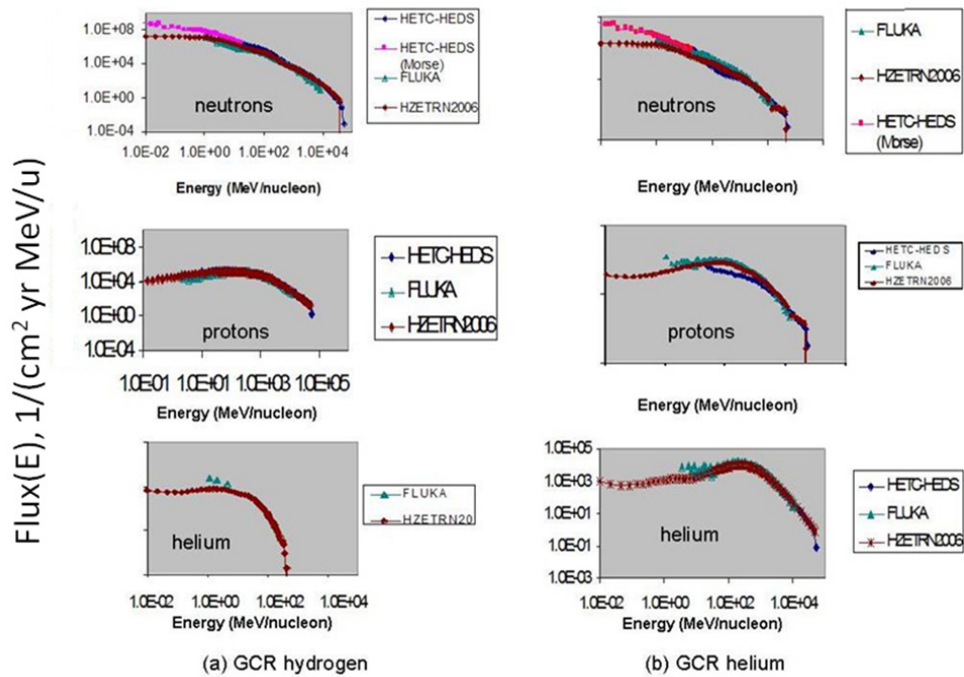 Flux(E), 1/(cm² yr MeV/u)
1.0E+08
1.0E+04
1.0E+00
1.0E-04
neutrons
1.0E-02 1.0E+00 1.0E+02 1.0E+04
Energy (MeV/nucleon)
HETC-HEDS
HETC-HEDS
(Morse)
FLUKA
HZETRN2006
neutrons
Energy (MeV/nucleon)
FLUKA
HZETRN2006
HETC-HEDS
(Morse)
1.0E+08
1.0E+04
1.0E+00
1.0E-04
protons
1.0E-01 1.0E+01 1.0E+03 1.0E+05
Energy (MeV/nucleon)
HETC-HEDS
FLUKA
HZETRN2006
protons
Energy (MeV/nucleon)
HETC-HEDS
FLUKA
HZETRN2006
helium
1.0E-02 1.0E+00 1.0E+02 1.0E+04
Energy (MeV/nucleon)
FLUKA
HZETRN20
1.0E+05
1.0E+03
1.0E+01
1.0E-01
1.0E-03
helium
1.0E-02 1.0E+00 1.0E+02 1.0E+04
Energy (MeV/nucleon)
HETC-HEDS
FLUKA
HZETRN2006
(a) GCR hydrogen
(b) GCR helium